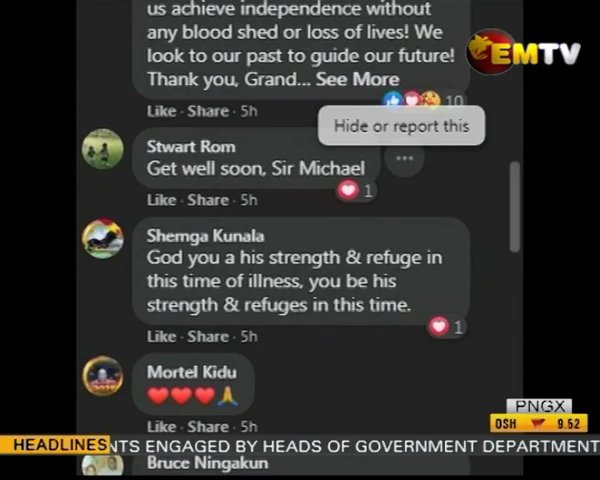 us achieve independence without
any blood shed or loss of lives! We
look to our past to guide our future!
Thank you, Grand... See More
EMTV
Like · Share · 5h
10
Hide or report this
Stwart Rom
Get well soon, Sir Michael
1
Like · Share · 5h
Shemga Kunala
God you a his strength & refuge in
this time of illness, you be his
strength & refuges in this time.
1
Like · Share · 5h
Mortel Kidu
❤️❤️❤️🙏
Like · Share · 5h
PNGX
OSH 9.52
HEADLINES NTS ENGAGED BY HEADS OF GOVERNMENT DEPARTMENT
Bruce Ningakun